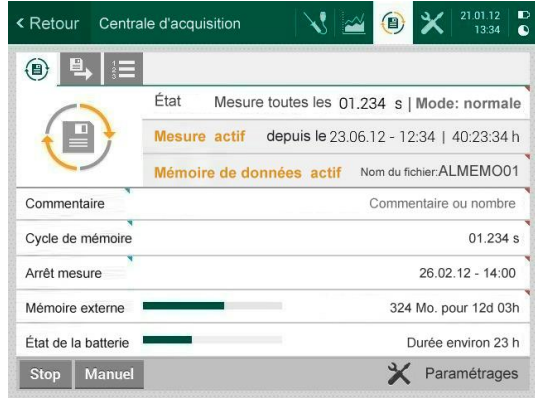 < Retour Centrale d'acquisition 21.01.12
13:34
1
2
3
État Mesure toutes les 01.234 s | Mode: normale
Mesure actif depuis le 23.06.12 - 12:34 | 40:23:34 h
Mémoire de données actif Nom du fichier:ALMEMO01
Commentaire Commentaire ou nombre
Cycle de mémoire 01.234 s
Arrêt mesure 26.02.12 - 14:00
Mémoire externe 324 Mo. pour 12d 03h
État de la batterie Durée environ 23 h
Stop Manuel Paramétrages